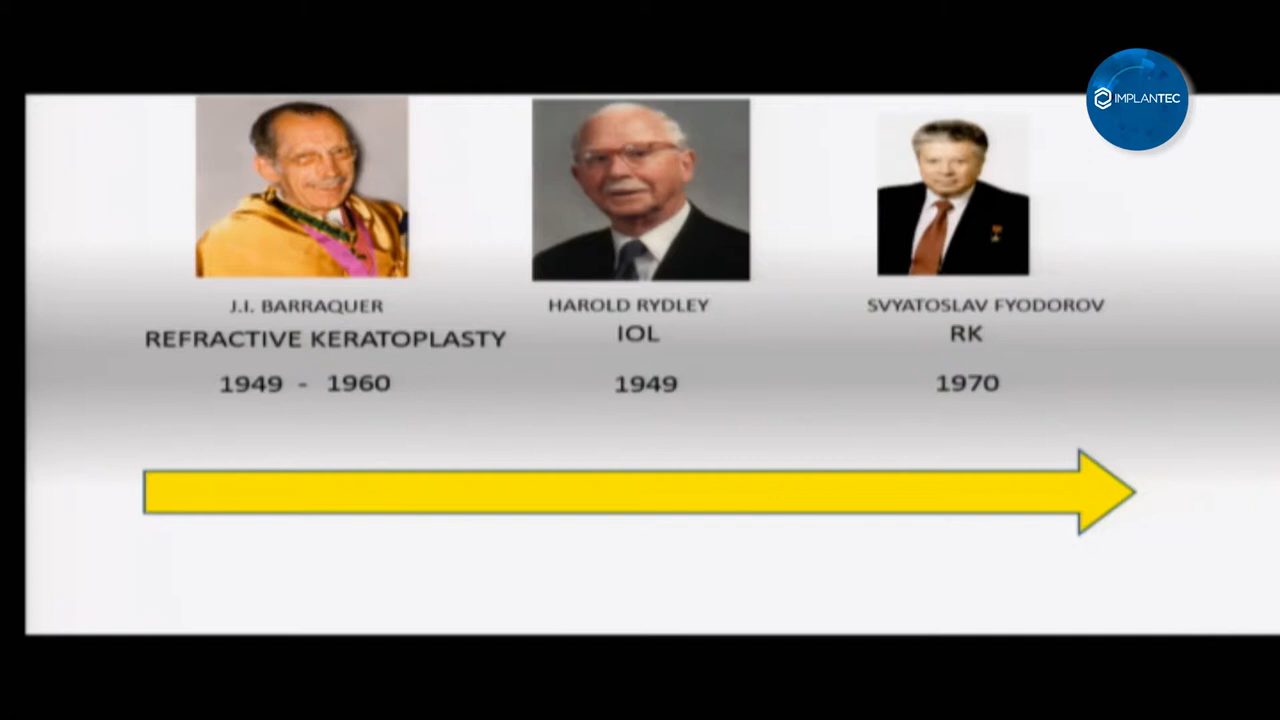 IMPLANTEC
J.I. BARRAQUER
REFRACTIVE KERATOPLASTY
1949 - 1960
HAROLD RYDLEY
IOL
1949
SVYATOSLAV FYODOROV
RK
1970